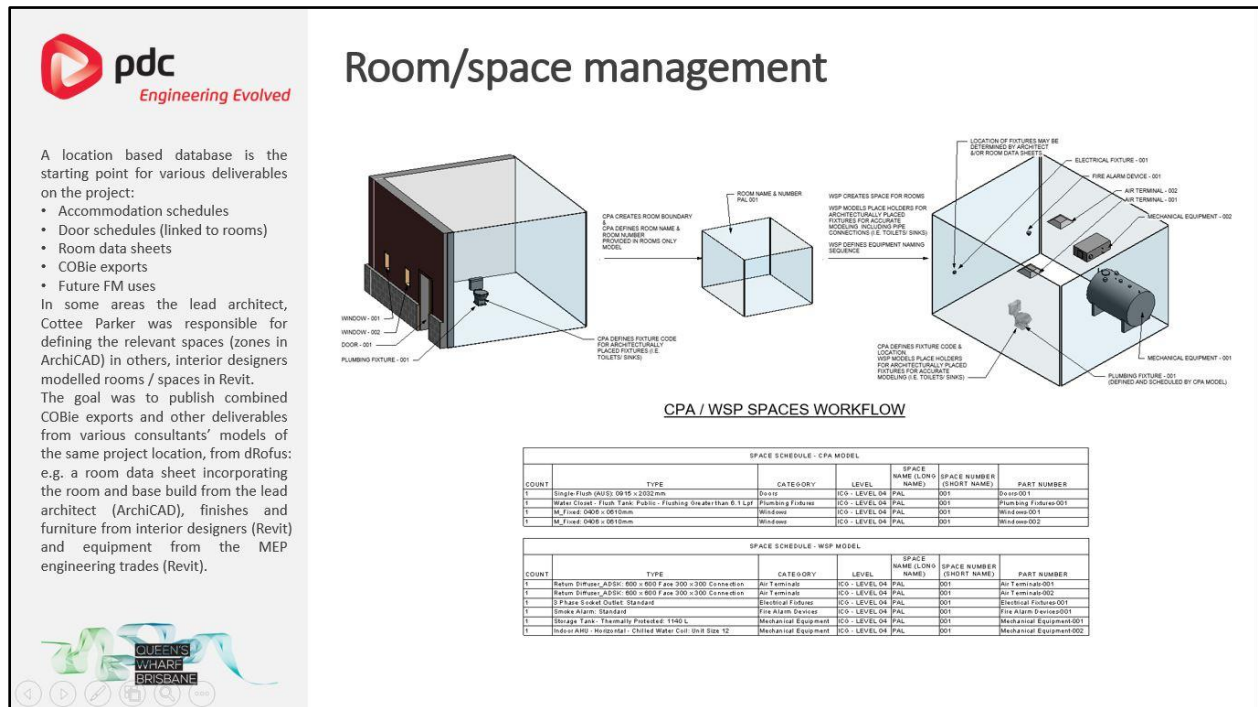 pdc
Engineering Evolved
Room/space management
A location based database is the
starting point for various deliverables
on the project:
• Accommodation schedules
• Door schedules (linked to rooms)
• Room data sheets
• COBie exports
• Future FM uses
In some areas the lead architect,
Cottee Parker was responsible for
defining the relevant spaces (zones in
ArchiCAD) in others, interior designers
modelled rooms / spaces in Revit.
The goal was to publish combined
COBie exports and other deliverables
from various consultants' models of
the same project location, from dRofus:
e.g. a room data sheet incorporating
the room and base build from the lead
architect (ArchiCAD), finishes and
furniture from interior designers (Revit)
and equipment from the MEP
engineering trades (Revit).
QUEEN'S
WHARF
BRISBANE
WINDOW - 001
WINDOW - 002
DOOR - 001
PLUMBING FIXTURE - 001
CPA DEFINES FIXTURE CODE
FOR ARCHITECTURALLY
PLACED FIXTURES (I.E.
TOILETS/ SINKS)
CPA CREATES ROOM BOUNDARY
&
CPA DEFINES ROOM NAME &
ROOM NUMBER
PROVIDED IN ROOMS ONLY
MODEL
ROOM NAME & NUMBER
PAL 001
WSP CREATES SPACE FOR ROOMS
WSP MODELS PLACE HOLDERS FOR
ARCHITECTURALLY PLACED
FIXTURES FOR ACCURATE
MODELING INCLUDING PIPE
CONNECTIONS (I.E. TOILETS/ SINKS)
WSP DEFINES EQUIPMENT NAMING
SEQUENCE
LOCATION OF FIXTURES MAY BE
DETERMINED BY ARCHITECT
&/OR ROOM DATA SHEETS
ELECTRICAL FIXTURE - 001
FIRE ALARM DEVICE - 001
AIR TERMINAL - 002
AIR TERMINAL - 001
MECHANICAL EQUIPMENT - 002
MECHANICAL EQUIPMENT - 001
PLUMBING FIXTURE - 001
(DEFINED AND SCHEDULED BY CPA MODEL)
CPA DEFINES FIXTURE CODE &
LOCATION.
WSP MODELS PLACE HOLDERS
FOR ARCHITECTURALLY PLACED
FIXTURES FOR ACCURATE
MODELING (I.E. TOILETS/ SINKS)
CPA / WSP SPACES WORKFLOW
SPACE SCHEDULE - CPA MODEL
COUNT TYPE CATEGORY LEVEL SPACE NAME (LONG NAME) SPACE NUMBER (SHORT NAME) PART NUMBER
1 Single-Flush (AUS): 0915 x 2032mm Doors ICG - LEVEL 04 PAL 001 Doors-001
1 Water Closet - Flush Tank: Public - Flushing Greater than 6.1 Lpf Plumbing Fixtures ICG - LEVEL 04 PAL 001 Plumbing Fixtures-001
1 M_Fixed: 0406 x 0610mm Windows ICG - LEVEL 04 PAL 001 Windows-001
1 M_Fixed: 0406 x 0610mm Windows ICG - LEVEL 04 PAL 001 Windows-002
SPACE SCHEDULE - WSP MODEL
COUNT TYPE CATEGORY LEVEL SPACE NAME (LONG NAME) SPACE NUMBER (SHORT NAME) PART NUMBER
1 Return Diffuser_ADSK: 600 x 600 Face 300 x 300 Connection Air Terminals ICG - LEVEL 04 PAL 001 Air Terminals-001
1 Return Diffuser_ADSK: 600 x 600 Face 300 x 300 Connection Air Terminals ICG - LEVEL 04 PAL 001 Air Terminals-002
1 3 Phase Socket Outlet: Standard Electrical Fixtures ICG - LEVEL 04 PAL 001 Electrical Fixtures-001
1 Smoke Alarm: Standard Fire Alarm Devices ICG - LEVEL 04 PAL 001 Fire Alarm Devices-001
1 Storage Tank - Thermally Protected: 1140 L Mechanical Equipment ICG - LEVEL 04 PAL 001 Mechanical Equipment-001
1 Indoor AHU - Horizontal - Chilled Water Coil: Unit Size 12 Mechanical Equipment ICG - LEVEL 04 PAL 001 Mechanical Equipment-002